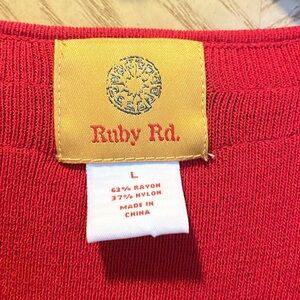 Ruby Rd.
L
63% RAYON
37% NYLON
MADE IN
CHINA